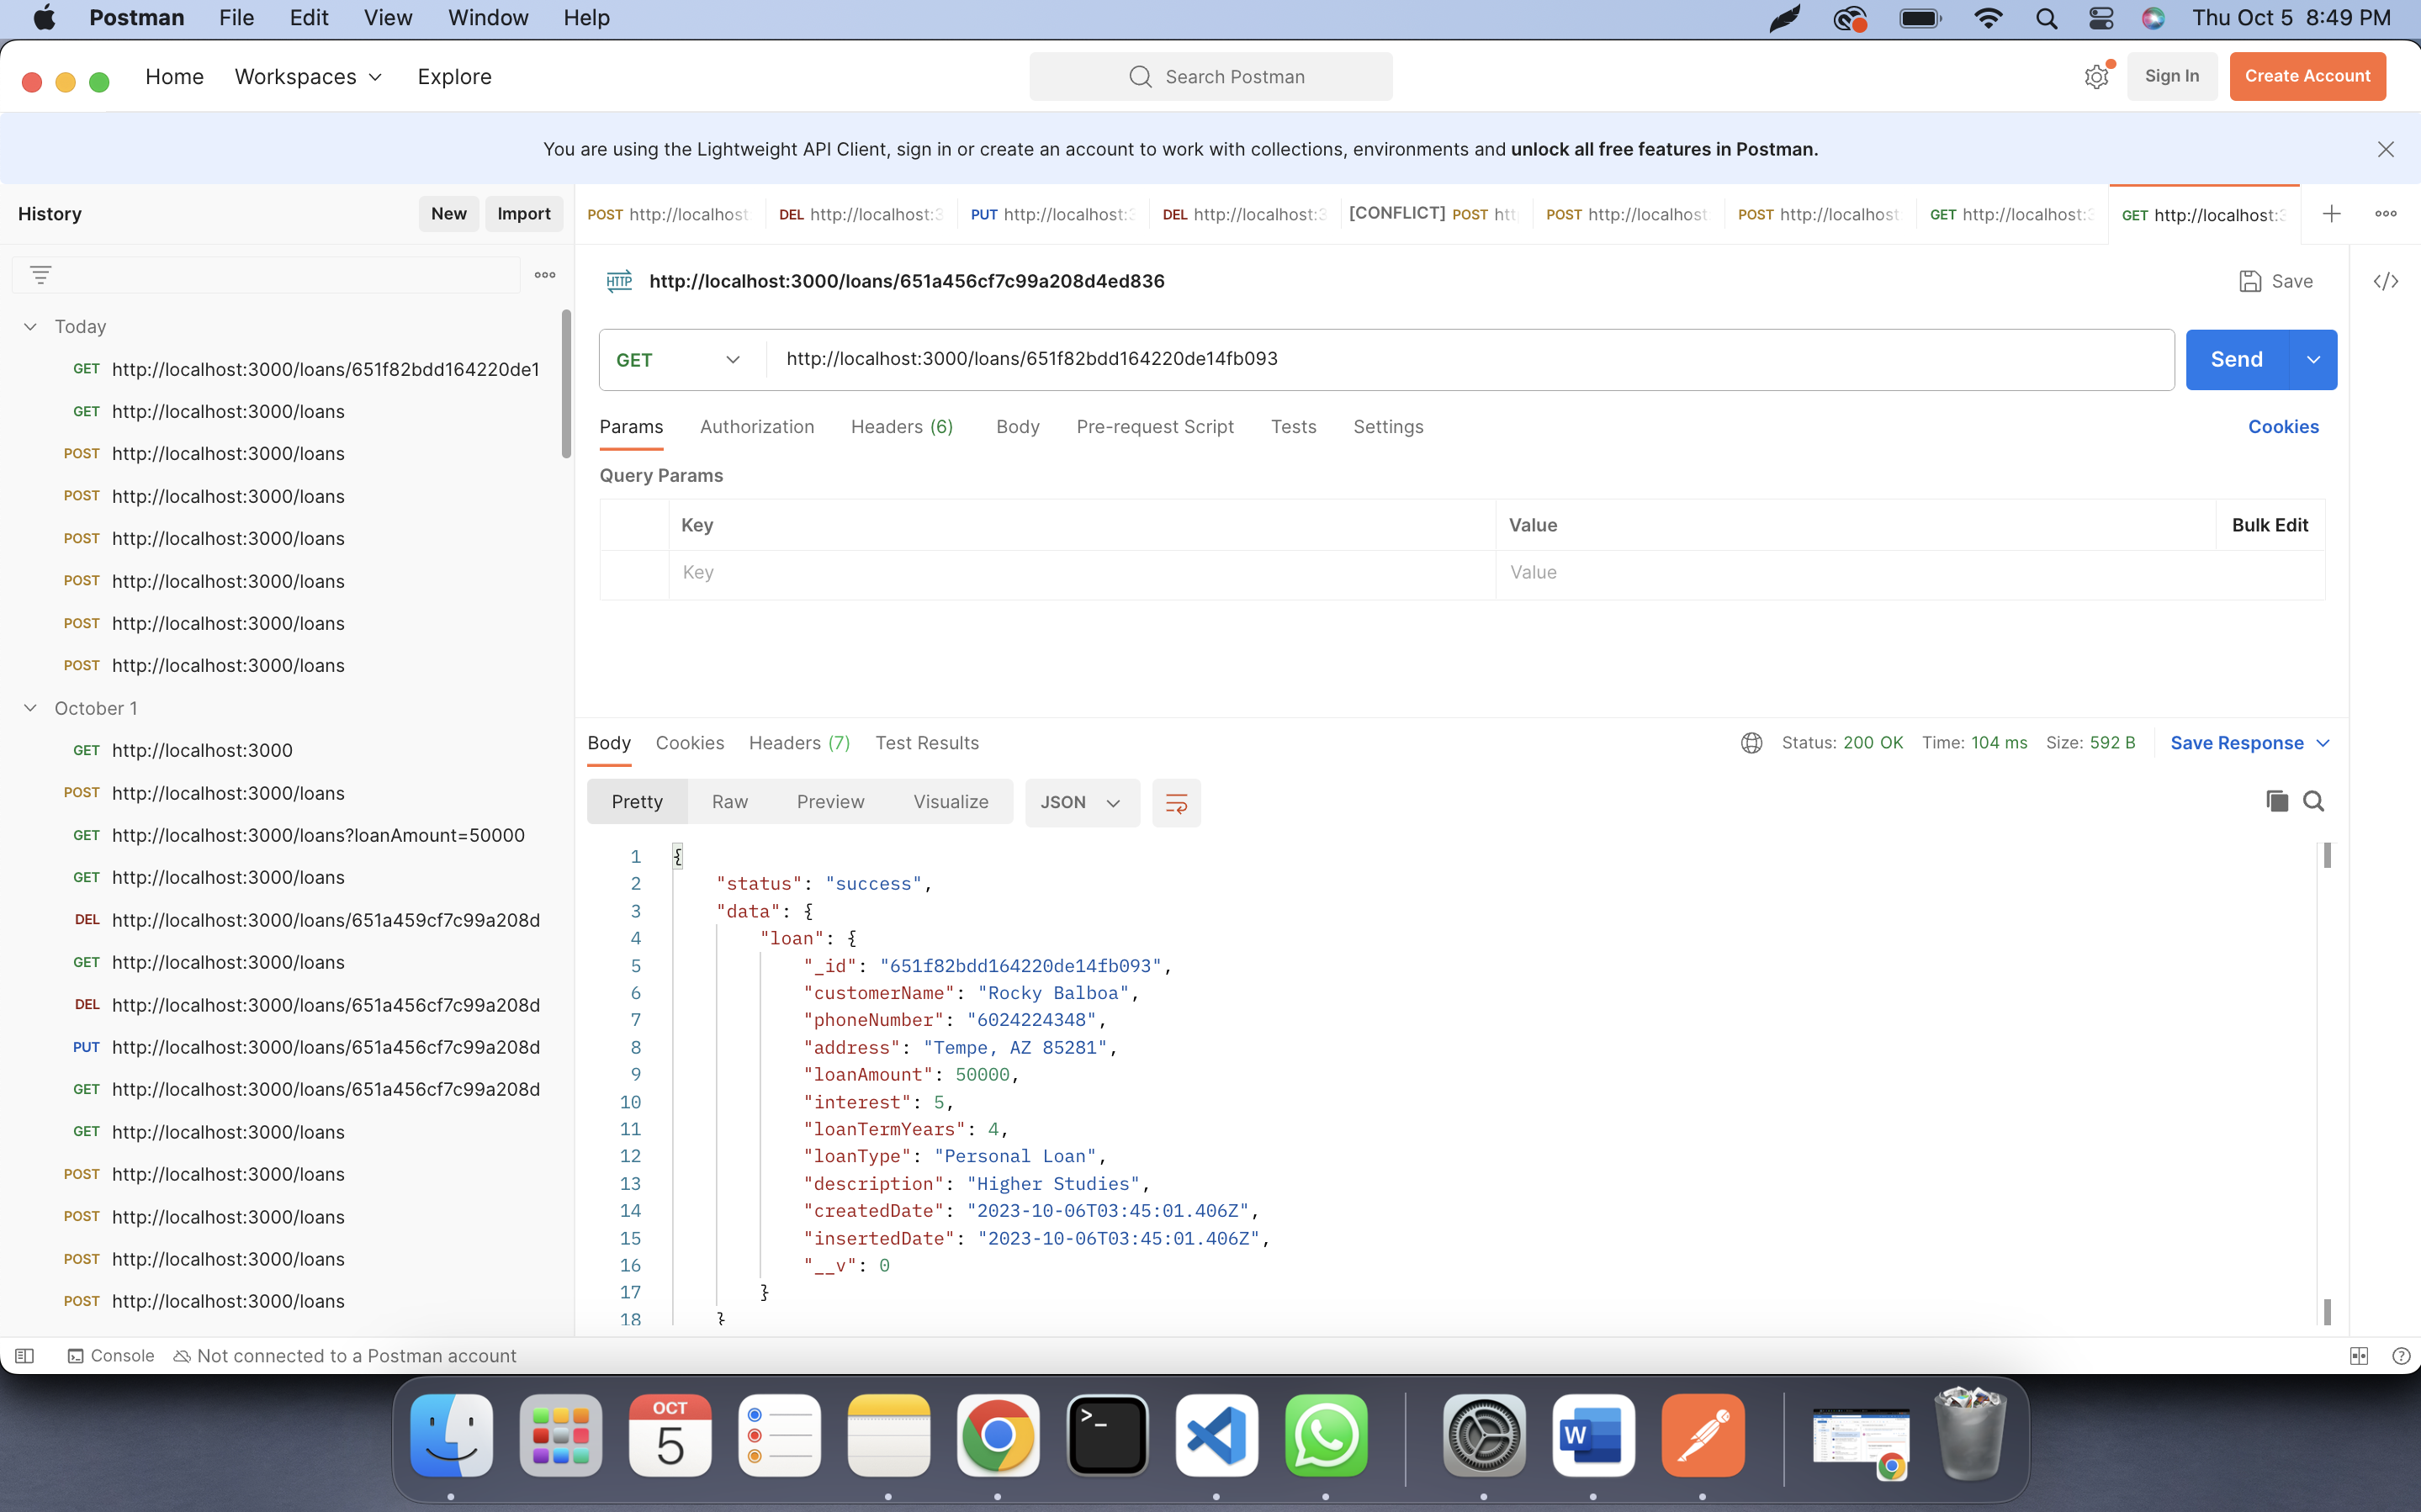 Postman File Edit View Window Help Thu Oct 5 8:49 PM
Home Workspaces Explore Search Postman Sign In Create Account
You are using the Lightweight API Client, sign in or create an account to work with collections, environments and unlock all free features in Postman.
History New Import
POST http://localhost DEL http://localhost:3 PUT http://localhost:3 DEL http://localhost:3 [CONFLICT] POST htt POST http://localhost POST http://localhost GET http://localhost:3 GET http://localhost:3
Today
GET http://localhost:3000/loans/651f82bdd164220de1
GET http://localhost:3000/loans
POST http://localhost:3000/loans
POST http://localhost:3000/loans
POST http://localhost:3000/loans
POST http://localhost:3000/loans
POST http://localhost:3000/loans
POST http://localhost:3000/loans
October 1
GET http://localhost:3000
POST http://localhost:3000/loans
GET http://localhost:3000/loans?loanAmount=50000
GET http://localhost:3000/loans
DEL http://localhost:3000/loans/651a459cf7c99a208d
GET http://localhost:3000/loans
DEL http://localhost:3000/loans/651a456cf7c99a208d
PUT http://localhost:3000/loans/651a456cf7c99a208d
GET http://localhost:3000/loans/651a456cf7c99a208d
GET http://localhost:3000/loans
POST http://localhost:3000/loans
POST http://localhost:3000/loans
POST http://localhost:3000/loans
POST http://localhost:3000/loans
HTTP http://localhost:3000/loans/651a456cf7c99a208d4ed836 Save
GET http://localhost:3000/loans/651f82bdd164220de14fb093 Send
Params Authorization Headers (6) Body Pre-request Script Tests Settings Cookies
Query Params
Key Value Bulk Edit
Key Value
Body Cookies Headers (7) Test Results Status: 200 OK Time: 104 ms Size: 592 B Save Response
Pretty Raw Preview Visualize JSON
1 {
2 "status": "success",
3 "data": {
4 "loan": {
5 "_id": "651f82bdd164220de14fb093",
6 "customerName": "Rocky Balboa",
7 "phoneNumber": "6024224348",
8 "address": "Tempe, AZ 85281",
9 "loanAmount": 50000,
10 "interest": 5,
11 "loanTermYears": 4,
12 "loanType": "Personal Loan",
13 "description": "Higher Studies",
14 "createdDate": "2023-10-06T03:45:01.406Z",
15 "insertedDate": "2023-10-06T03:45:01.406Z",
16 "__v": 0
17 }
18 }
Console Not connected to a Postman account
OCT
5
>_
W